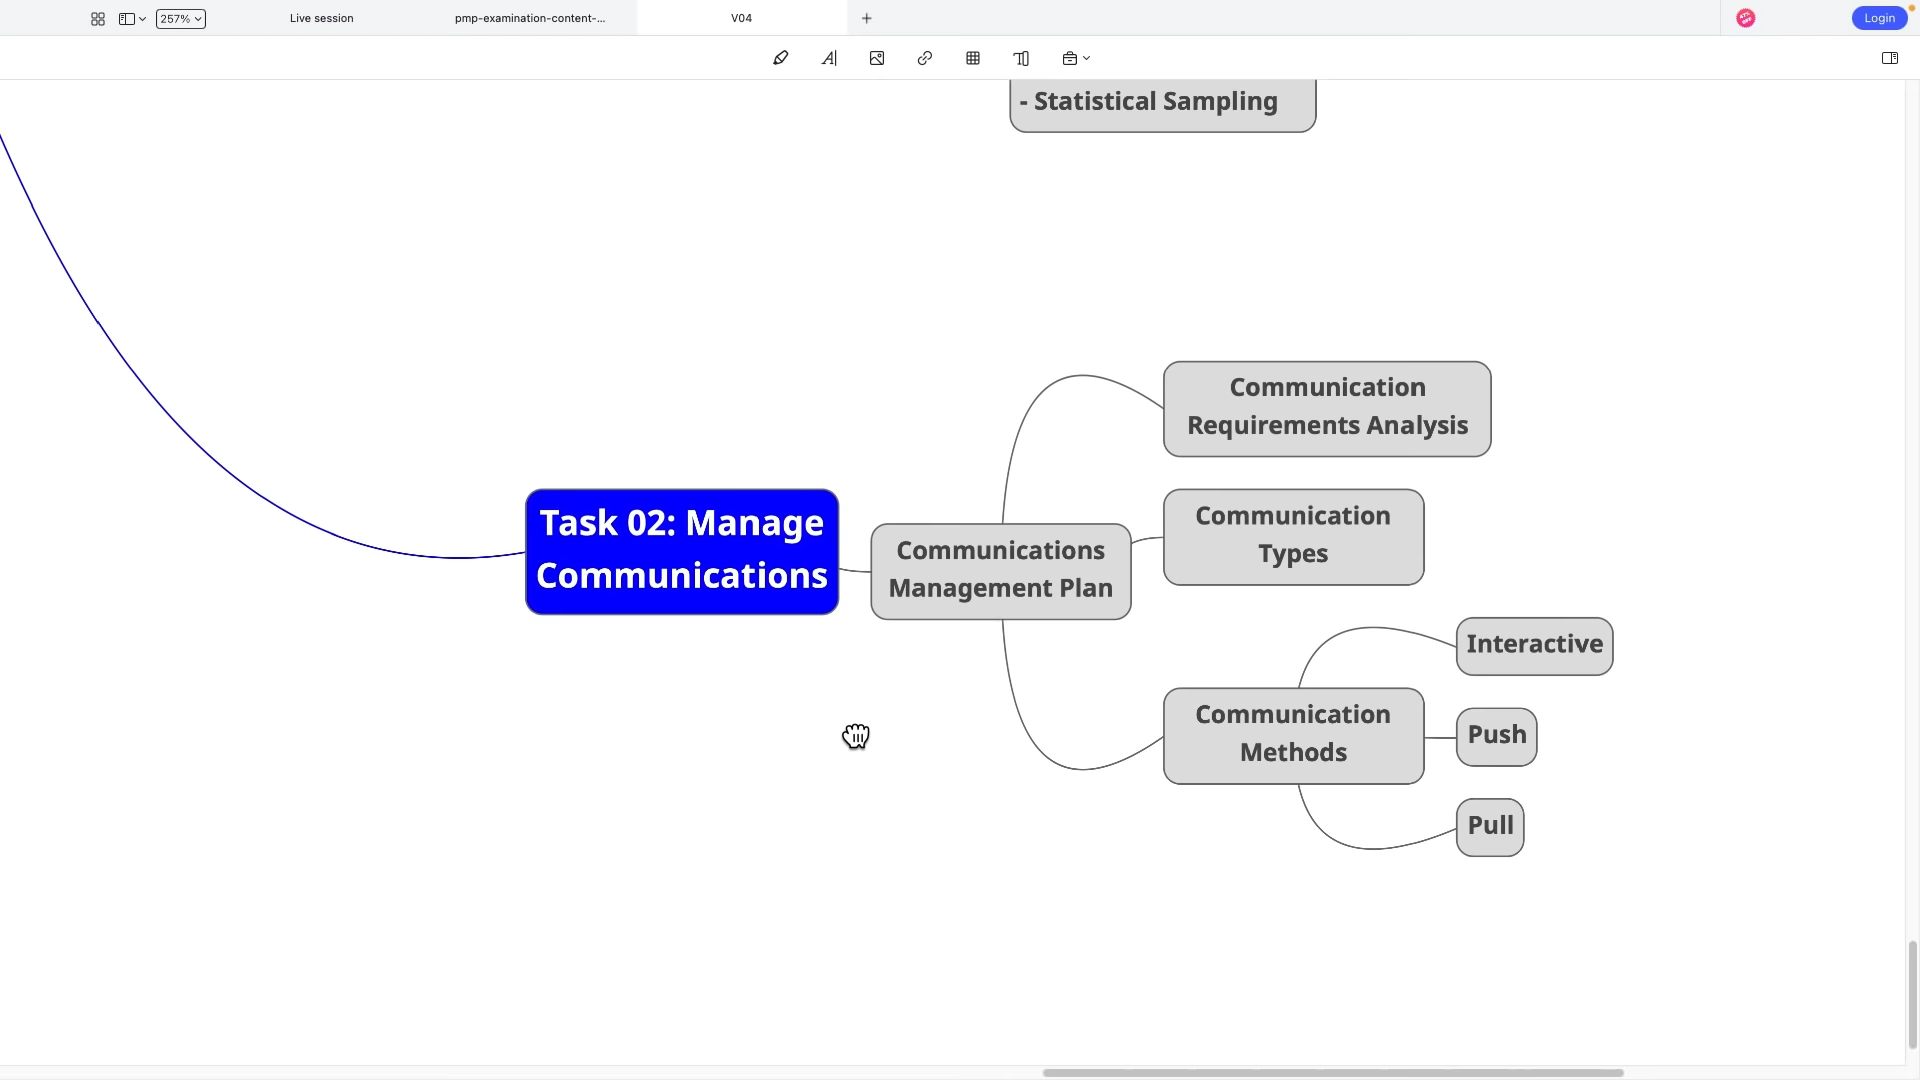 257%
Live session
pmp-examination-content-...
V04
Login
- Statistical Sampling
Communication
Requirements Analysis
Task 02: Manage
Communications
Communications
Management Plan
Communication
Types
Interactive
Communication
Methods
Push
Pull